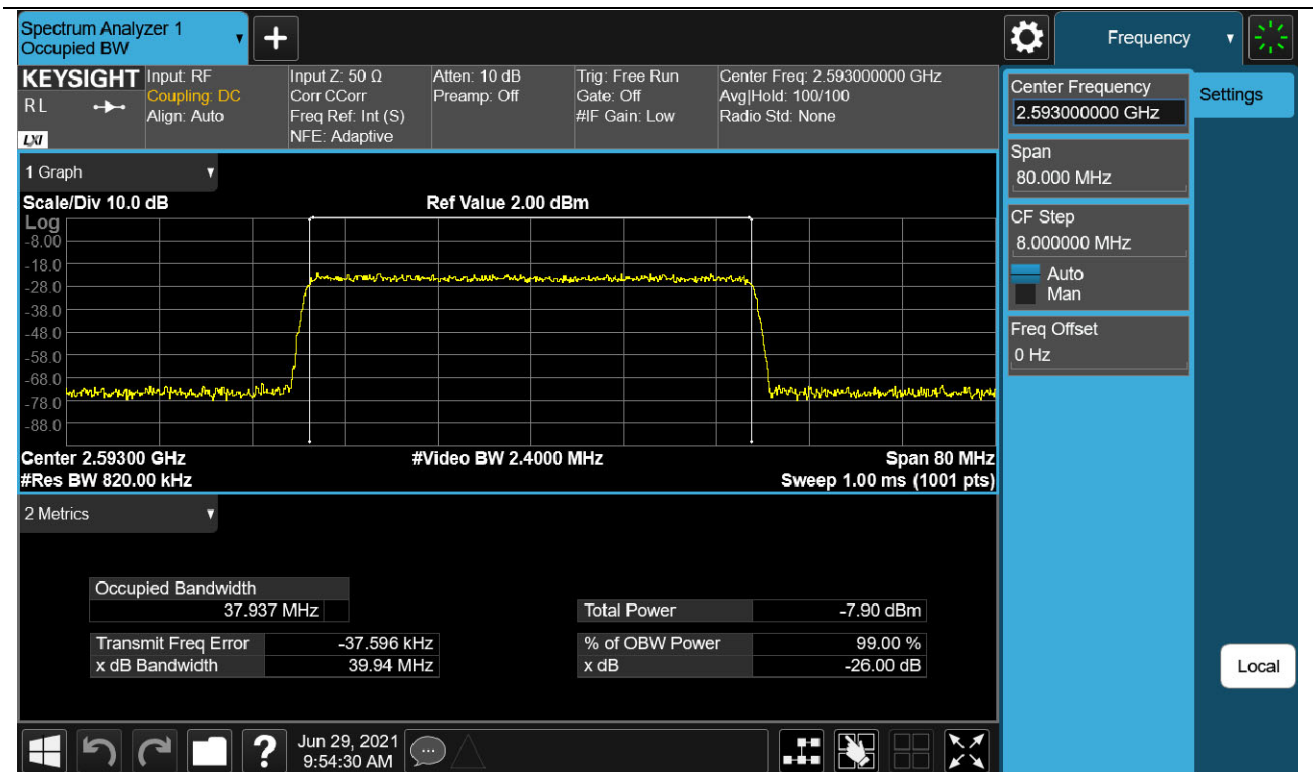 Spectrum Analyzer 1
Occupied BW
+
Frequency
KEYSIGHT
RL
LXI
Input: RF
Coupling: DC
Align: Auto
Input Z: 50 Ω
Corr CCorr
Freq Ref: Int (S)
NFE: Adaptive
Atten: 10 dB
Preamp: Off
Trig: Free Run
Gate: Off
#IF Gain: Low
Center Freq: 2.593000000 GHz
Avg|Hold: 100/100
Radio Std: None
Center Frequency
2.593000000 GHz
Settings
Span
80.000 MHz
CF Step
8.000000 MHz
Auto
Man
Freq Offset
0 Hz
1 Graph
Scale/Div 10.0 dB
Ref Value 2.00 dBm
Log
-8.00
-18.0
-28.0
-38.0
-48.0
-58.0
-68.0
-78.0
-88.0
Center 2.59300 GHz
#Video BW 2.4000 MHz
Span 80 MHz
#Res BW 820.00 kHz
Sweep 1.00 ms (1001 pts)
2 Metrics
Occupied Bandwidth
37.937 MHz
Total Power -7.90 dBm
Transmit Freq Error -37.596 kHz
% of OBW Power 99.00 %
x dB Bandwidth 39.94 MHz
x dB -26.00 dB
Local
?
Jun 29, 2021
9:54:30 AM